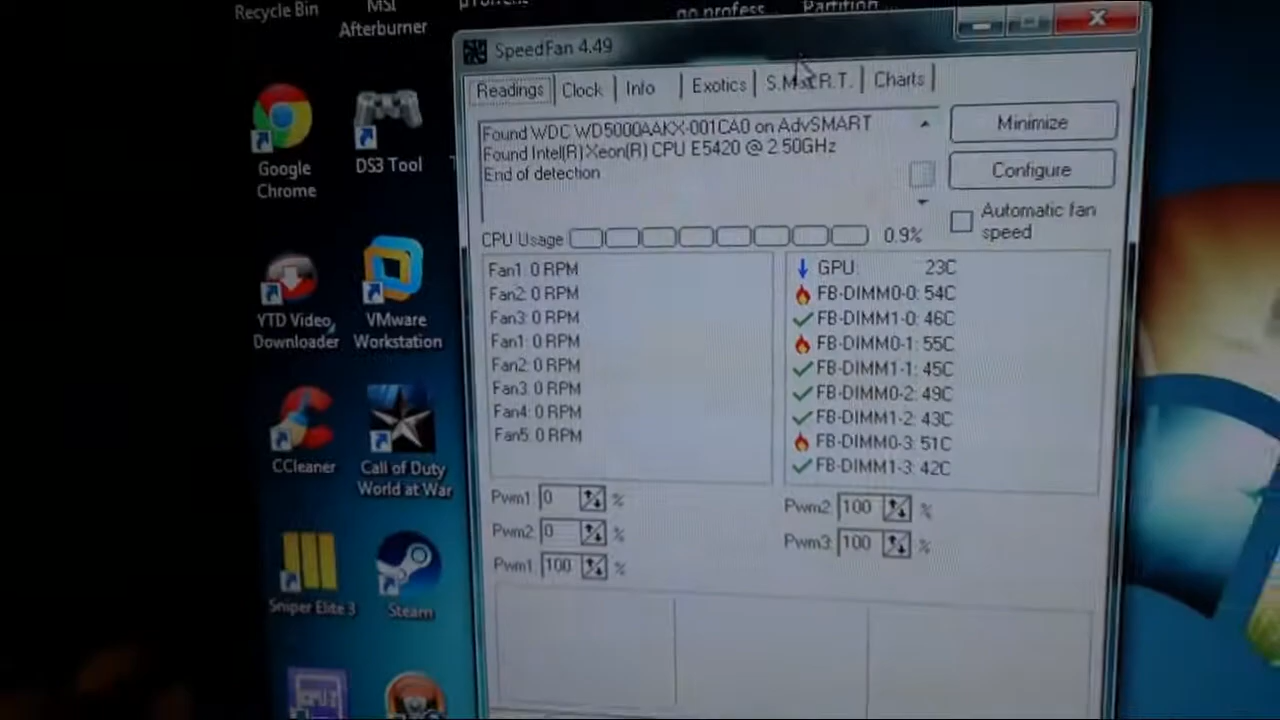 Recycle Bin
MSI
Afterburner
no profess...
Partition
SpeedFan 4.49
Readings
Clock
Info
Exotics
S.M.A.R.T.
Charts
Google
Chrome
DS3 Tool
Found WDC WD5000AAKX-001CA0 on AdvSMART
Found Intel(R) Xeon(R) CPU E5420 @ 2.50GHz
End of detection
Minimize
Configure
Automatic fan
speed
CPU Usage
0.9%
YTD Video
Downloader
VMware
Workstation
CCleaner
Call of Duty
World at War
Sniper Elite 3
Steam
Fan1: 0 RPM
Fan2: 0 RPM
Fan3: 0 RPM
Fan1: 0 RPM
Fan2: 0 RPM
Fan3: 0 RPM
Fan4: 0 RPM
Fan5: 0 RPM
GPU: 23C
FB-DIMM0-0: 54C
FB-DIMM1-0: 46C
FB-DIMM0-1: 55C
FB-DIMM1-1: 45C
FB-DIMM0-2: 49C
FB-DIMM1-2: 43C
FB-DIMM0-3: 51C
FB-DIMM1-3: 42C
Pwm1: 0 %
Pwm2: 0 %
Pwm1: 100 %
Pwm2: 100 %
Pwm3: 100 %